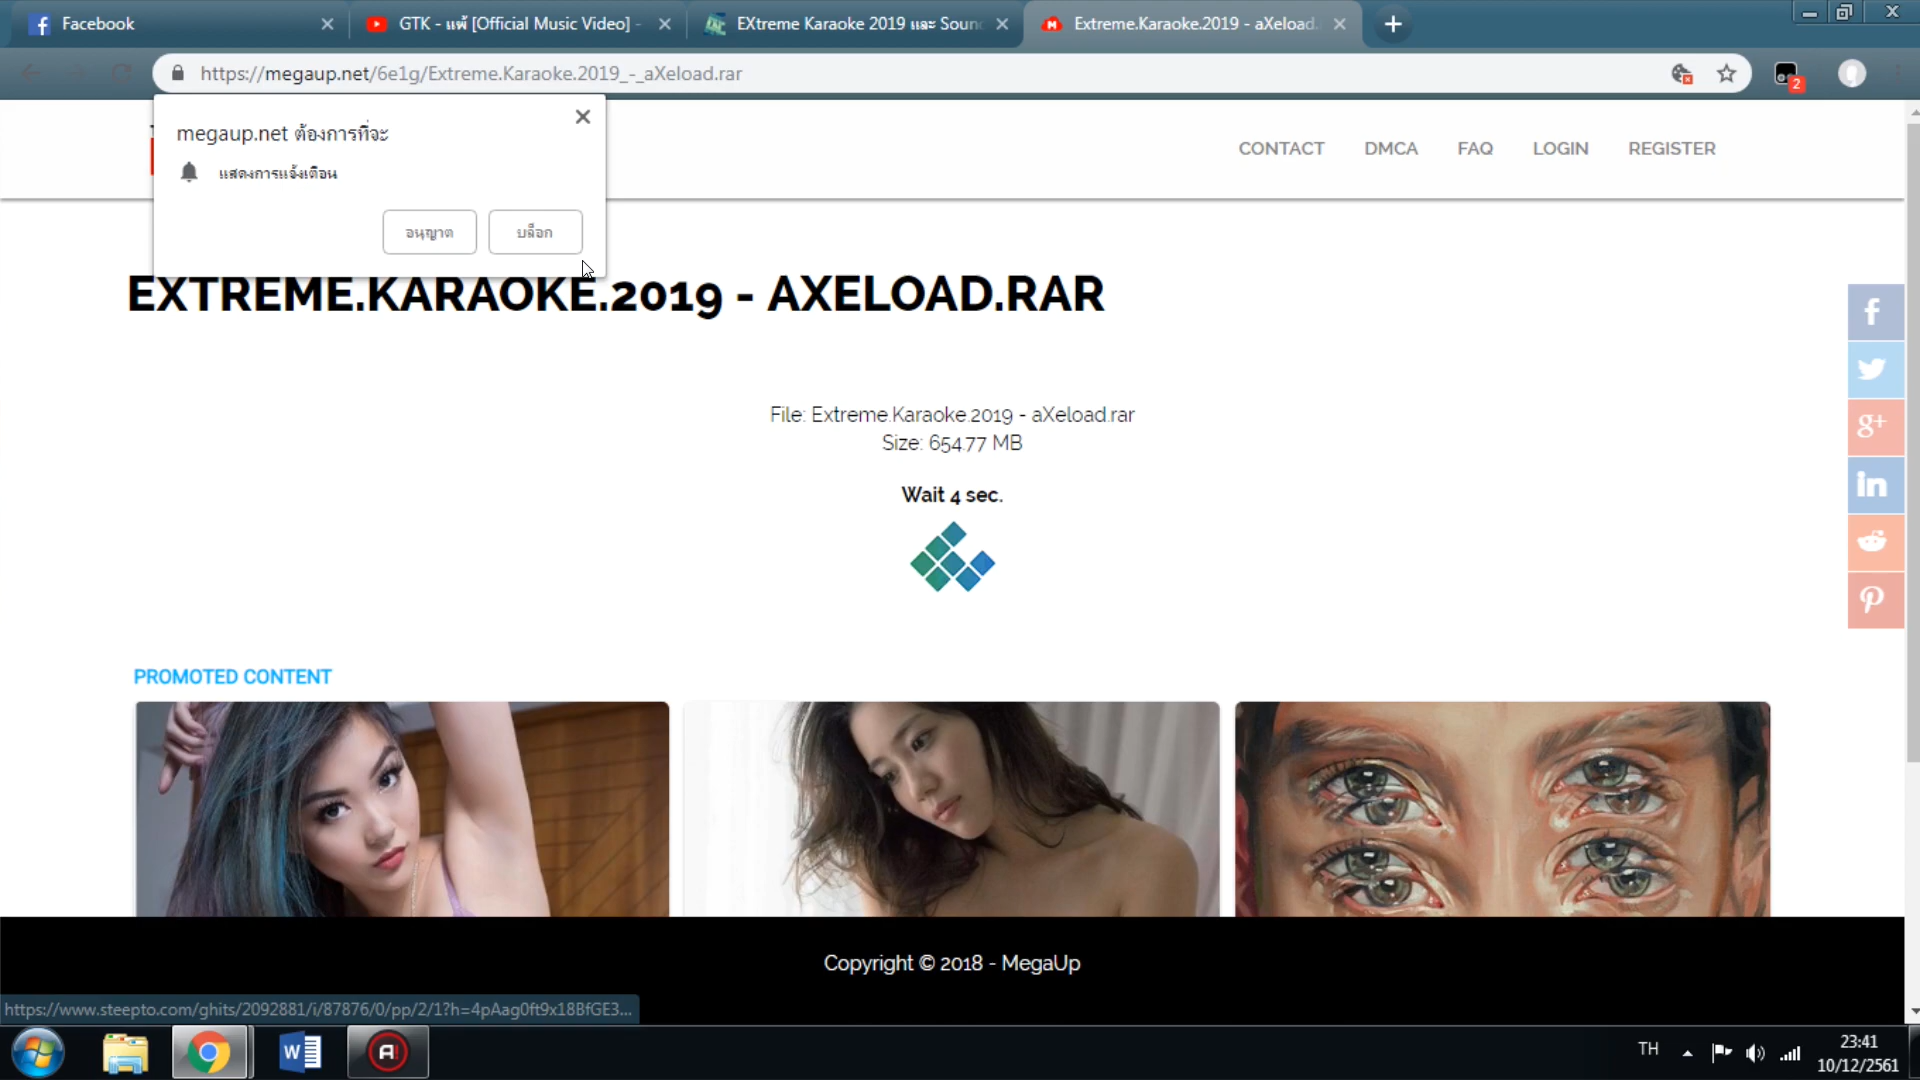 Facebook
GTK - แพ้ [Official Music Video] -
EXtreme Karaoke 2019 และ Soun
Extreme.Karaoke.2019 - aXeload.
https://megaup.net/6e1g/Extreme.Karaoke.2019_-_aXeload.rar
2
megaup.net ต้องการที่จะ
แสดงการแจ้งเตือน
อนุญาต
บล็อก
CONTACT
DMCA
FAQ
LOGIN
REGISTER
EXTREME.KARAOKE.2019 - AXELOAD.RAR
File: Extreme.Karaoke.2019 - aXeload.rar
Size: 654.77 MB
Wait 4 sec.
PROMOTED CONTENT
Copyright © 2018 - MegaUp
https://www.steepto.com/ghits/2092881/i/87876/0/pp/2/1?h=4pAag0ft9x18BfGE3...
TH
23:41
10/12/2561